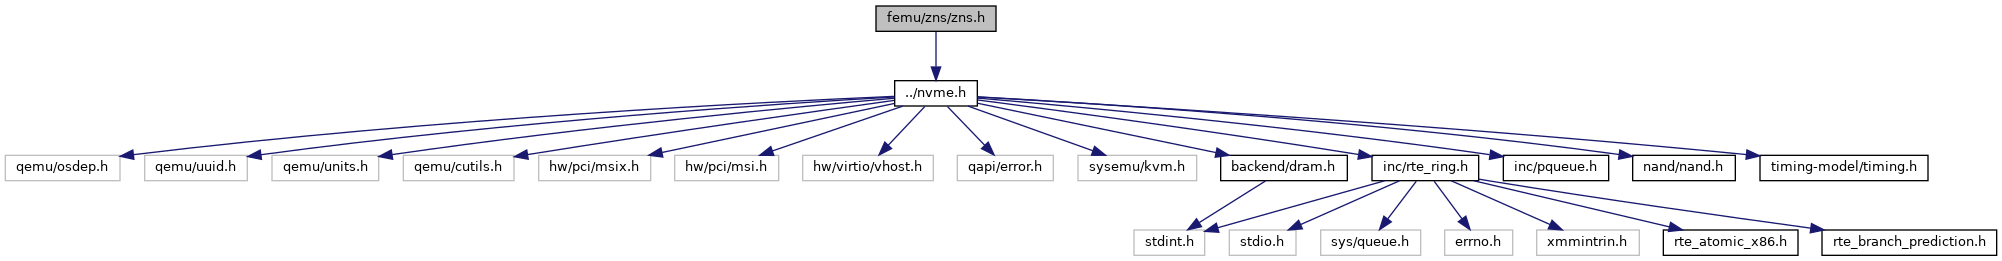 femu/zns/zns.h
../nvme.h
qemu/osdep.h
qemu/uuid.h
qemu/units.h
qemu/cutils.h
hw/pci/msix.h
hw/pci/msi.h
hw/virtio/vhost.h
qapi/error.h
sysemu/kvm.h
backend/dram.h
inc/rte_ring.h
inc/pqueue.h
nand/nand.h
timing-model/timing.h
stdint.h
stdio.h
sys/queue.h
errno.h
xmmintrin.h
rte_atomic_x86.h
rte_branch_prediction.h